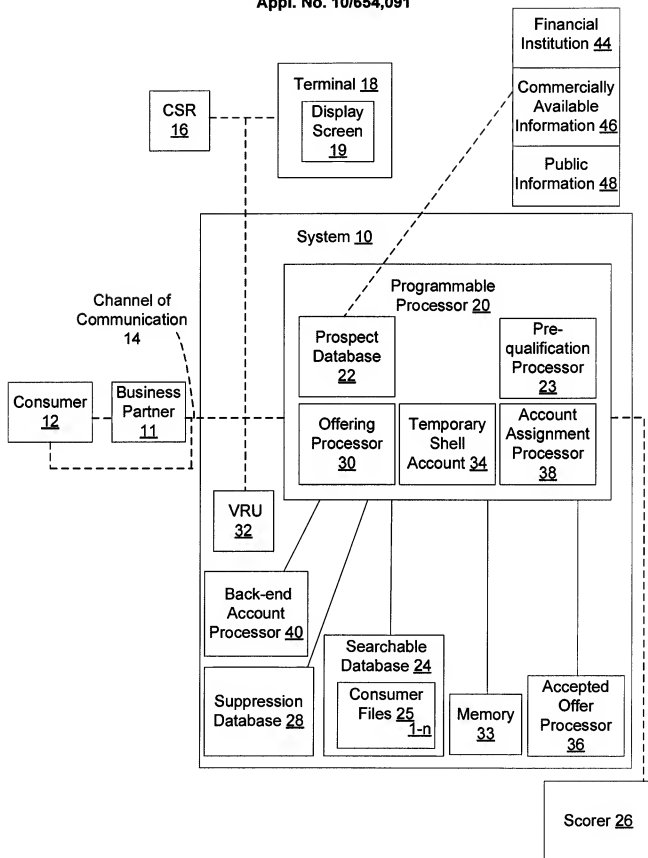 Appl. No. 10/654,091
Financial
Institution 44
Commercially
Available
Information 46
Public
Information 48
Terminal 18
Display
Screen
19
CSR
16
System 10
Programmable
Processor 20
Channel of
Communication
14
Prospect
Database
22
Pre-
qualification
Processor
23
Consumer
12
Business
Partner
11
Offering
Processor
30
Temporary
Shell
Account 34
Account
Assignment
Processor
38
VRU
32
Back-end
Account
Processor 40
Searchable
Database 24
Consumer
Files 25
1-n
Suppression
Database 28
Memory
33
Accepted
Offer
Processor
36
Scorer 26